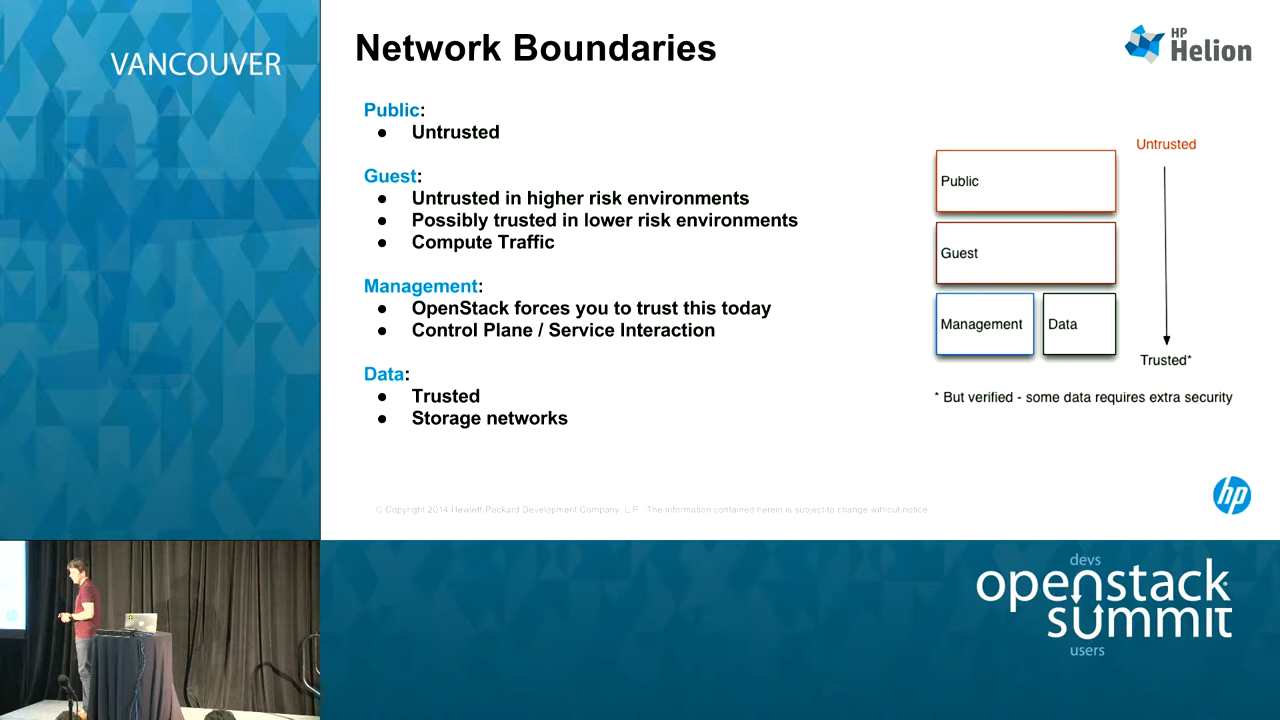 VANCOUVER
Network Boundaries
HP
Helion
Public:
● Untrusted
Guest:
● Untrusted in higher risk environments
● Possibly trusted in lower risk environments
● Compute Traffic
Management:
● OpenStack forces you to trust this today
● Control Plane / Service Interaction
Data:
● Trusted
● Storage networks
Untrusted
Public
Guest
Management
Data
Trusted*
* But verified - some data requires extra security
hp
© Copyright 2014 Hewlett-Packard Development Company, L.P. The information contained herein is subject to change without notice.
devs
openstack
summit
users